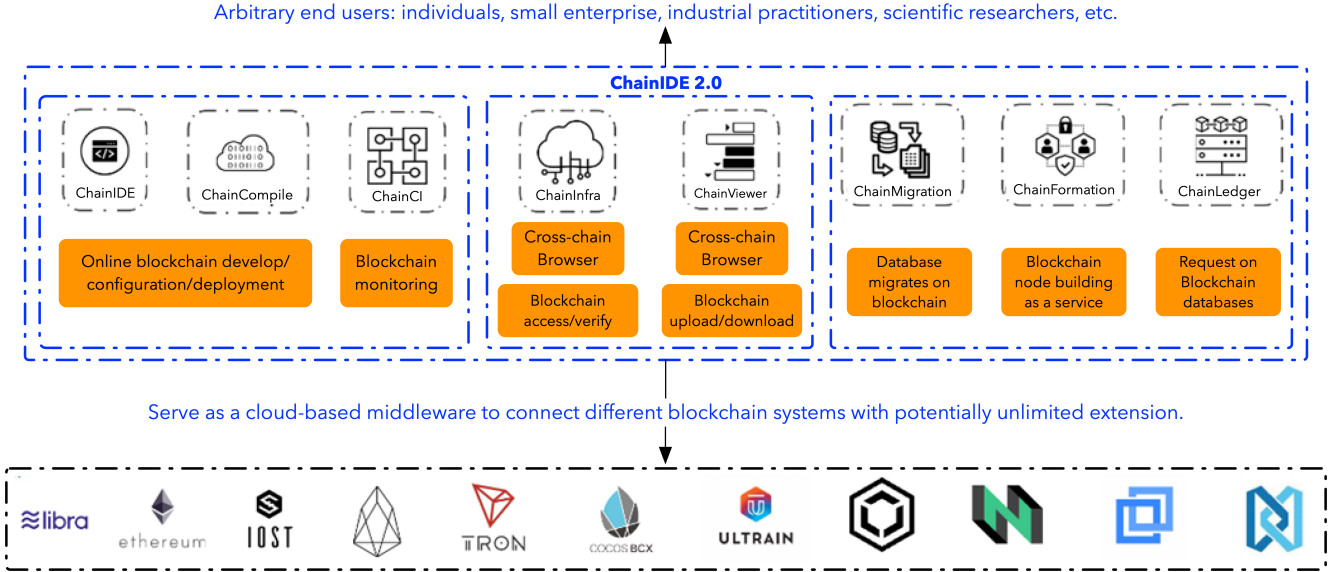 Arbitrary end users: individuals, small enterprise, industrial practitioners, scientific researchers, etc.
ChainIDE 2.0
ChainIDE
ChainCompile
ChainCI
ChainInfra
ChainViewer
ChainMigration
ChainFormation
ChainLedger
Online blockchain develop/
configuration/deployment
Blockchain
monitoring
Cross-chain
Browser
Blockchain
access/verify
Cross-chain
Browser
Blockchain
upload/download
Database
migrates on
blockchain
Blockchain
node building
as a service
Request on
Blockchain
databases
Serve as a cloud-based middleware to connect different blockchain systems with potentially unlimited extension.
libra
ethereum
IOST
TRON
COCOS BCX
ULTRAIN